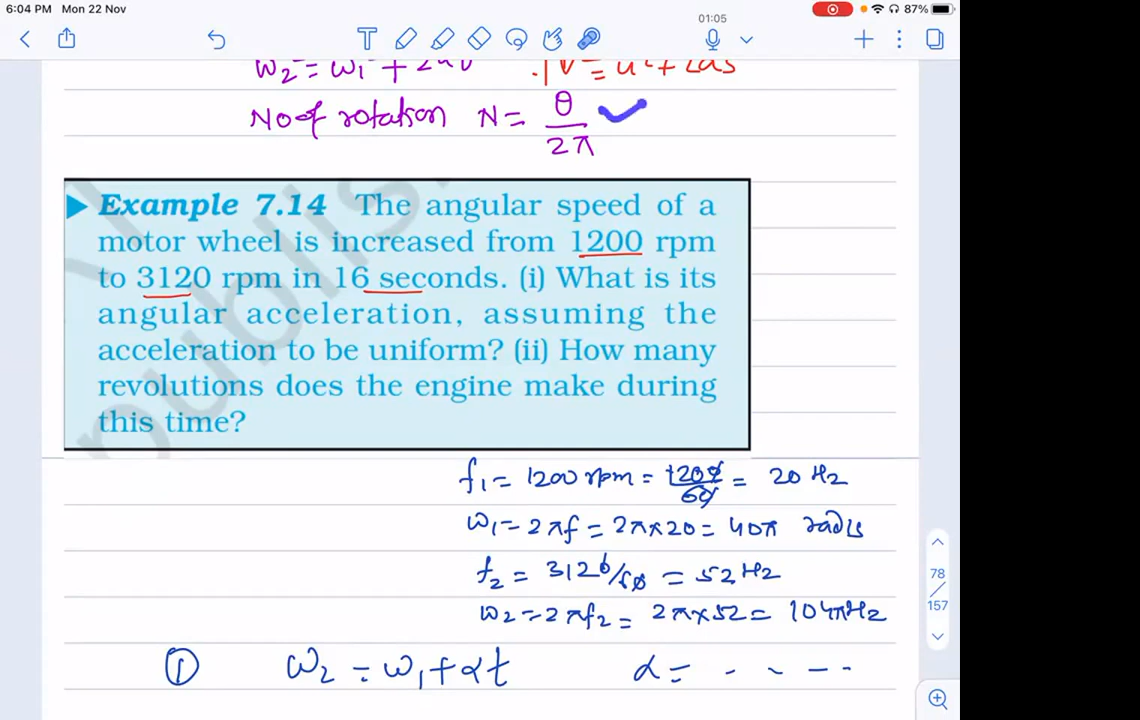 6:04 PM Mon 22 Nov
87%
01:05
ω₂ = ω₁ +
No of rotation N = θ/2π
Example 7.14 The angular speed of a
motor wheel is increased from 1200 rpm
to 3120 rpm in 16 seconds. (i) What is its
angular acceleration, assuming the
acceleration to be uniform? (ii) How many
revolutions does the engine make during
this time?
f₁ = 1200 rpm = 1200/60 = 20 Hz
ω₁ = 2πf = 2π×20 = 40π rad/s
f₂ = 3120/60 = 52 Hz
ω₂ = 2πf₂ = 2π×52 = 104π Hz
① ω₂ = ω₁ + αt α = - - - -
78
157